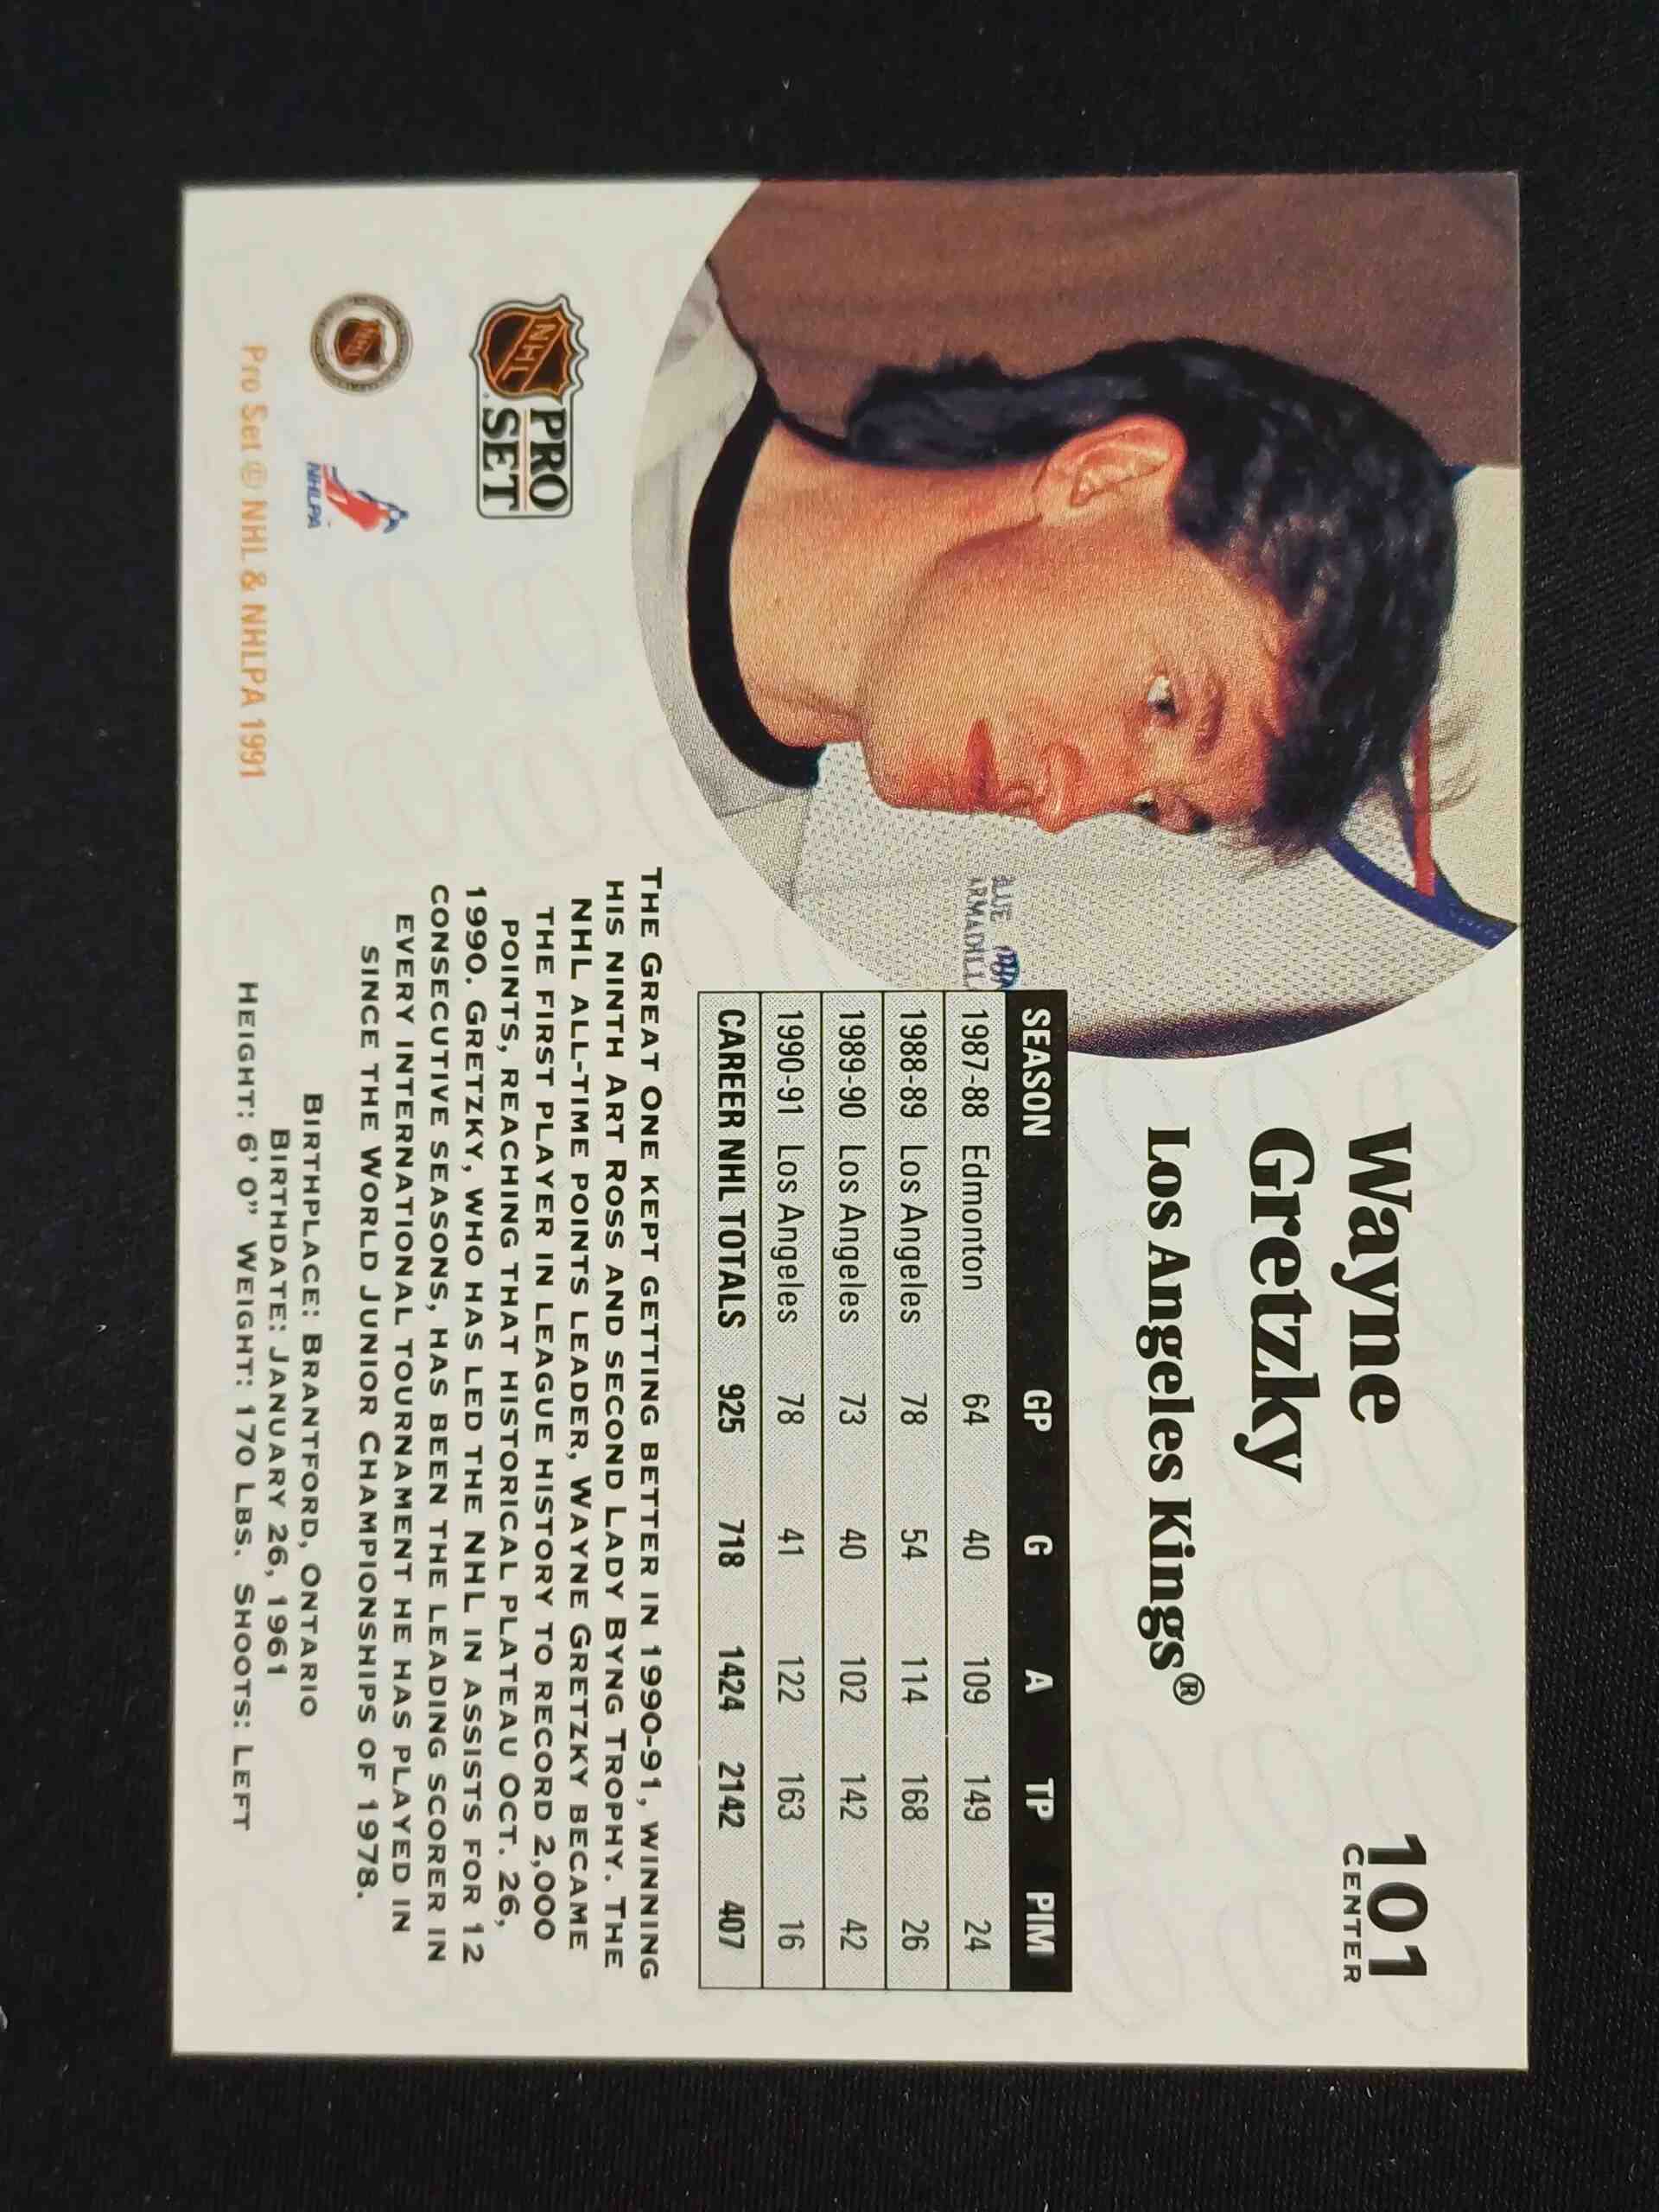 Wayne
Gretzky
Los Angeles Kings®
101
CENTER
SEASON GP G A TP PIM
1987-88 Edmonton 64 40 109 149 24
1988-89 Los Angeles 78 54 114 168 26
1989-90 Los Angeles 73 40 102 142 42
1990-91 Los Angeles 78 41 122 163 16
CAREER NHL TOTALS 925 718 1424 2142 407
THE GREAT ONE KEPT GETTING BETTER IN 1990-91, WINNING
HIS NINTH ART ROSS AND SECOND LADY BYNG TROPHY. THE
NHL ALL-TIME POINTS LEADER, WAYNE GRETZKY BECAME
THE FIRST PLAYER IN LEAGUE HISTORY TO RECORD 2,000
POINTS, REACHING THAT HISTORICAL PLATEAU OCT. 26,
1990. GRETZKY, WHO HAS LED THE NHL IN ASSISTS FOR 12
CONSECUTIVE SEASONS, HAS BEEN THE LEADING SCORER IN
EVERY INTERNATIONAL TOURNAMENT HE HAS PLAYED IN
SINCE THE WORLD JUNIOR CHAMPIONSHIPS OF 1978.
BIRTHPLACE: BRANTFORD, ONTARIO
BIRTHDATE: JANUARY 26, 1961
HEIGHT: 6' 0" WEIGHT: 170 LBS. SHOOTS: LEFT
NHL
PRO
SET
NHL
NHLPA
Pro Set © NHL & NHLPA 1991